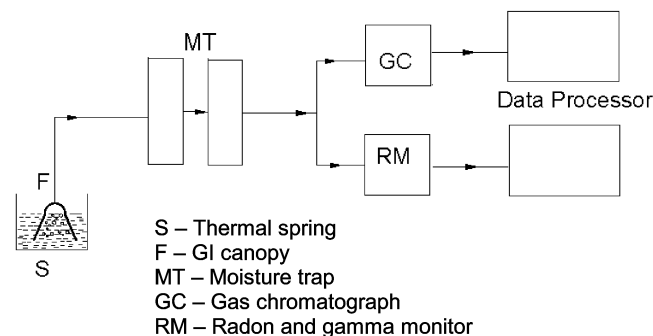 MT
GC
Data Processor
RM
F
S
S – Thermal spring
F – GI canopy
MT – Moisture trap
GC – Gas chromatograph
RM – Radon and gamma monitor